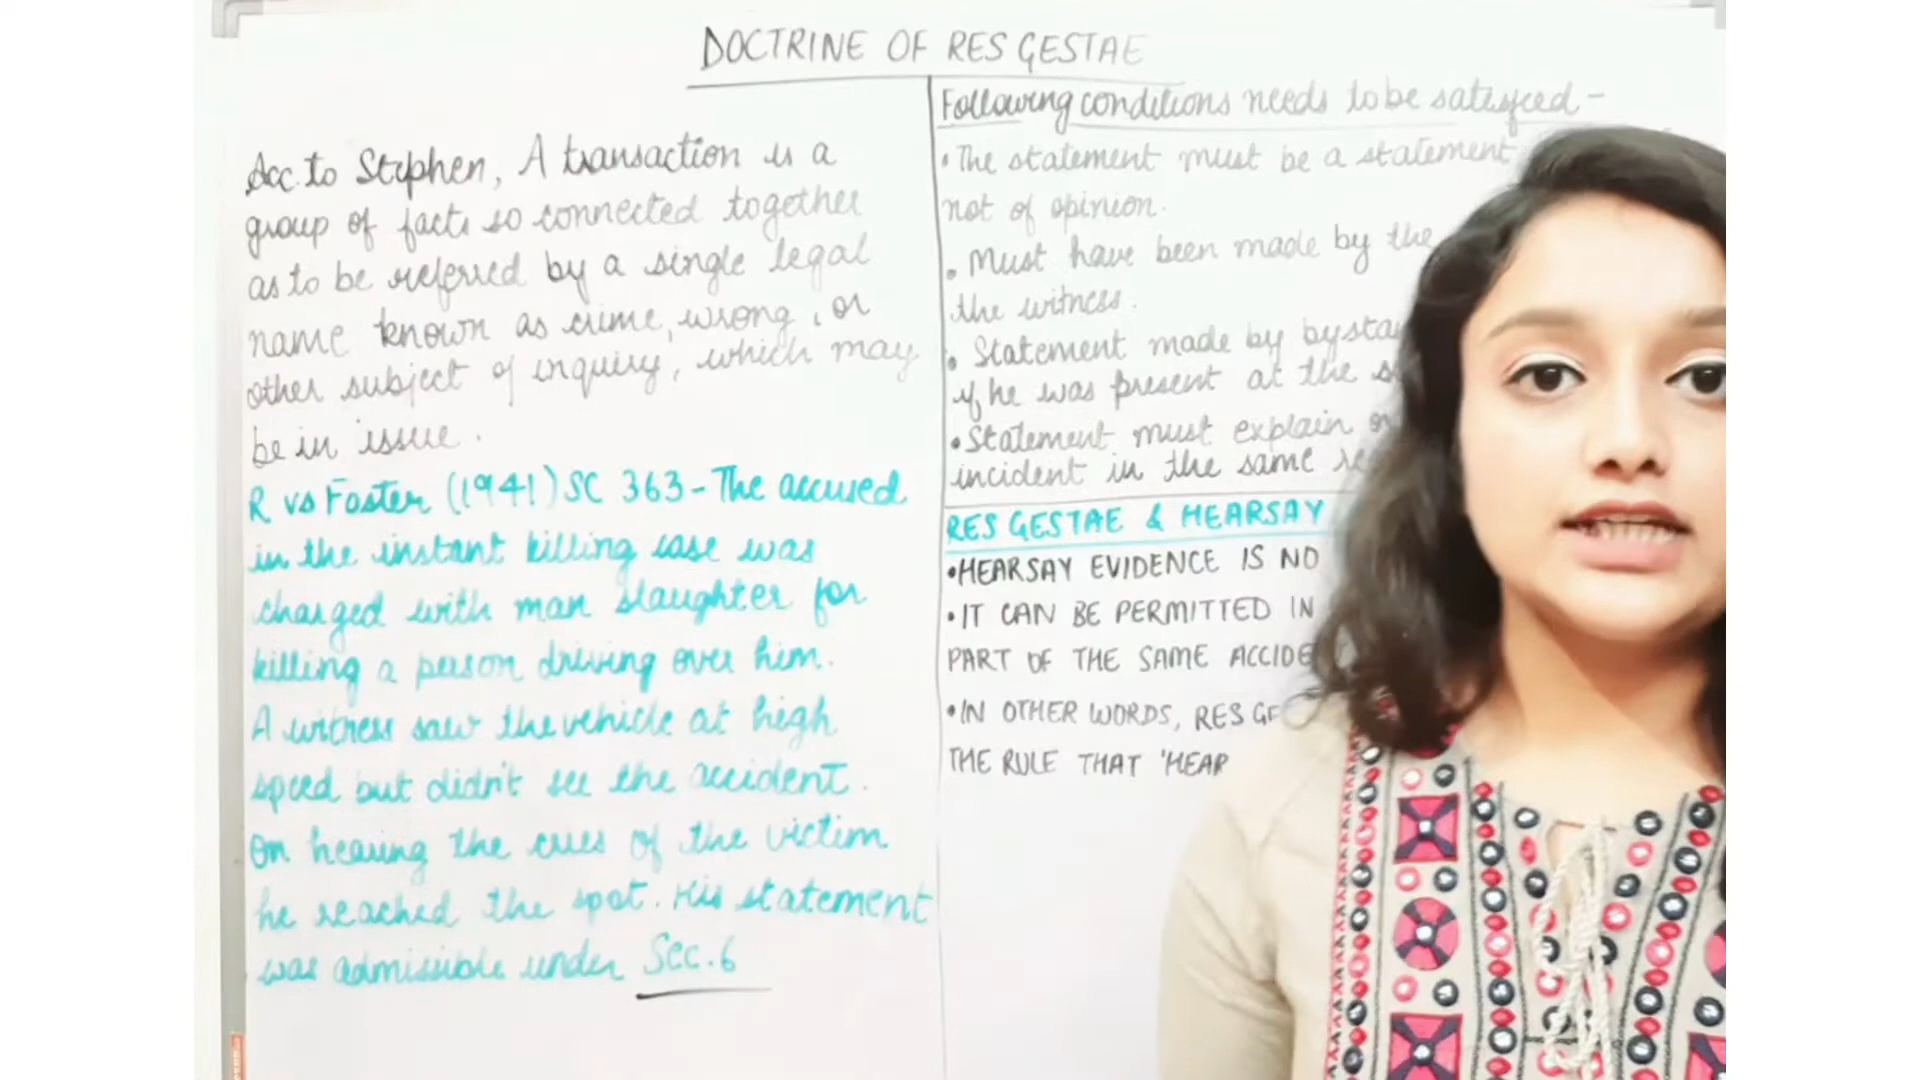 DOCTRINE OF RES GESTAE
Acc. to Stephen, A transaction is a
group of facts so connected together
as to be referred by a single legal
name known as crime, wrong, or
other subject of inquiry, which may
be in issue.
R vs Foster (1941) SC 363 - The accused
in the instant killing case was
charged with man slaughter for
killing a person driving over him.
A witness saw the vehicle at high
speed but didn't see the accident.
On hearing the cries of the victim
he reached the spot. His statement
was admissible under Sec. 6
Following conditions needs to be satisfied -
• The statement must be a statement
not of opinion.
• Must have been made by the
the witness.
• Statement made by
if he was present at the
• Statement must explain
incident in the same
RES GESTAE & HEARSAY
• HEARSAY EVIDENCE IS NO
• IT CAN BE PERMITTED IN
PART OF THE SAME
• IN OTHER WORDS, RES
THE RULE THAT 'HEAR